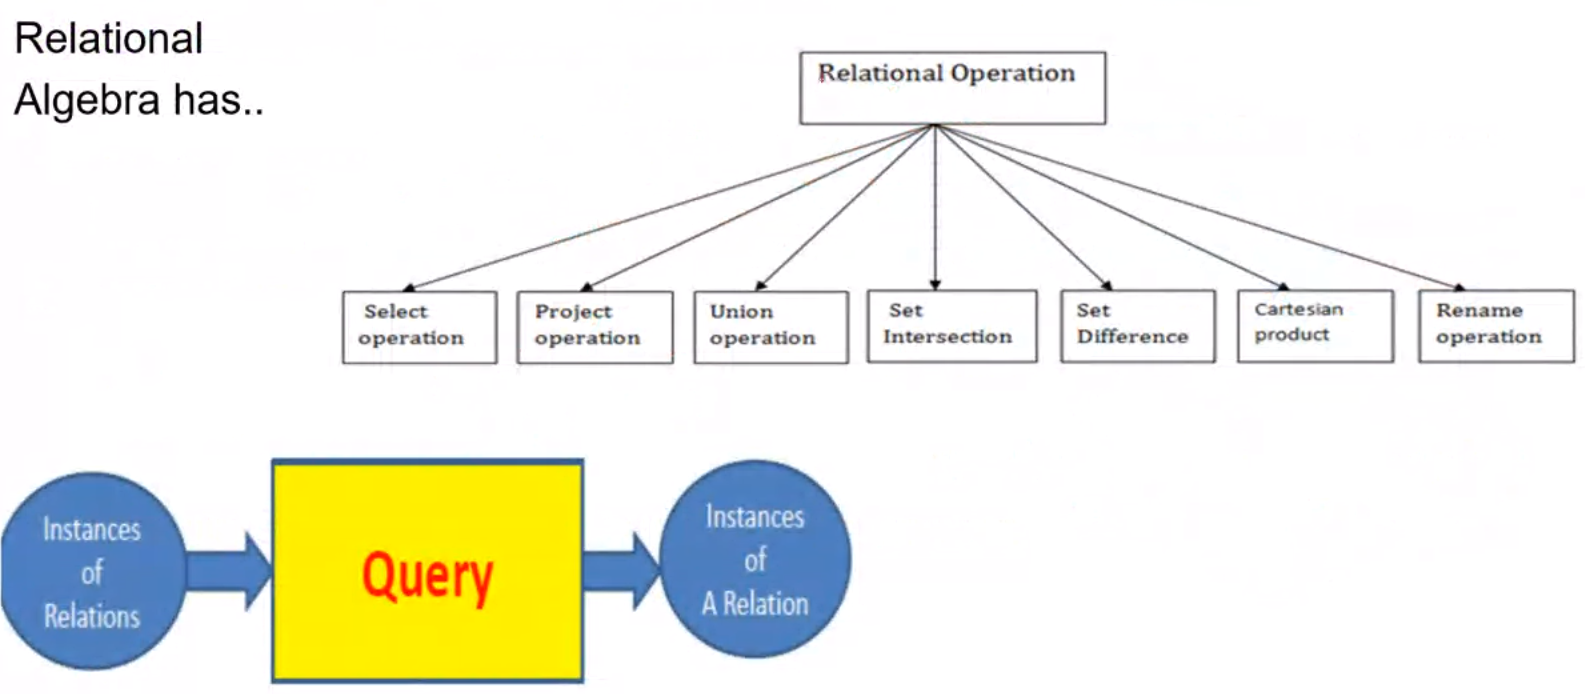 Relational
Algebra has..
Relational Operation
Select
operation
Project
operation
Union
operation
Set
Intersection
Set
Difference
Cartesian
product
Rename
operation
Instances
of
Relations
Query
Instances
of
A Relation